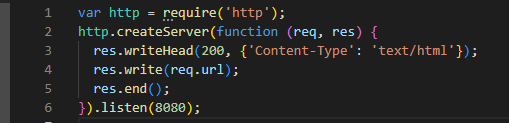 1 var http = require('http');
2 http.createServer(function (req, res) {
3   res.writeHead(200, {'Content-Type': 'text/html'});
4   res.write(req.url);
5   res.end();
6 }).listen(8080);